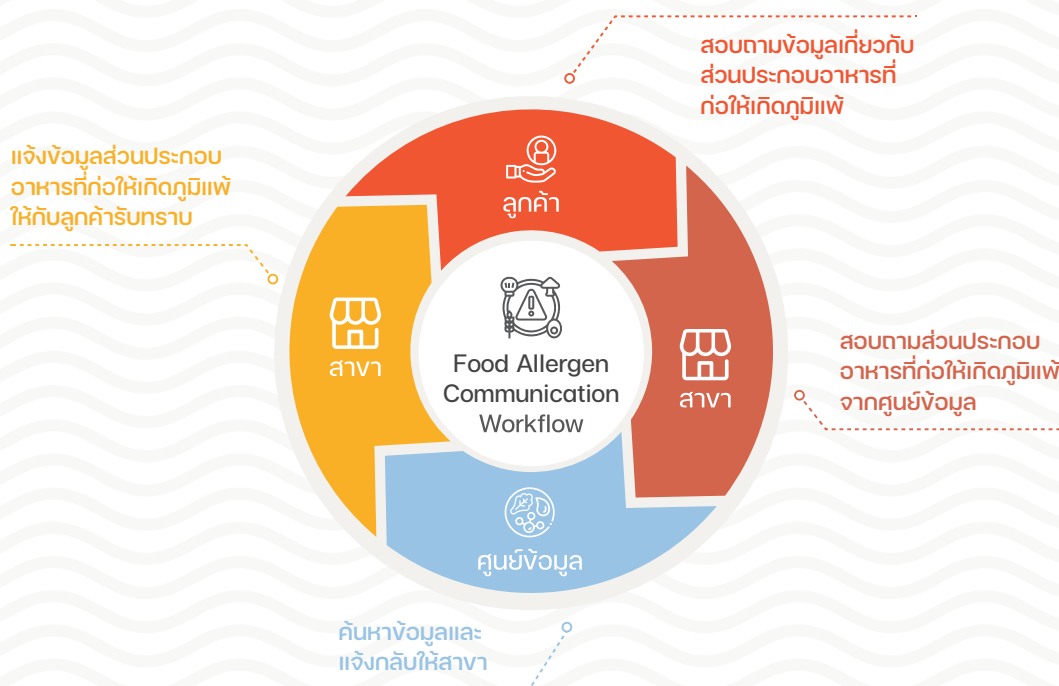 สอบถามข้อมูลเกี่ยวกับ
ส่วนประกอบอาหารที่
ก่อให้เกิดภูมิแพ้
ลูกค้า
แจ้งข้อมูลส่วนประกอบ
อาหารที่ก่อให้เกิดภูมิแพ้
ให้กับลูกค้ารับทราบ
สาขา
Food Allergen
Communication
Workflow
สาขา
สอบถามส่วนประกอบ
อาหารที่ก่อให้เกิดภูมิแพ้
จากศูนย์ข้อมูล
ศูนย์ข้อมูล
ค้นหาข้อมูลและ
แจ้งกลับให้สาขา